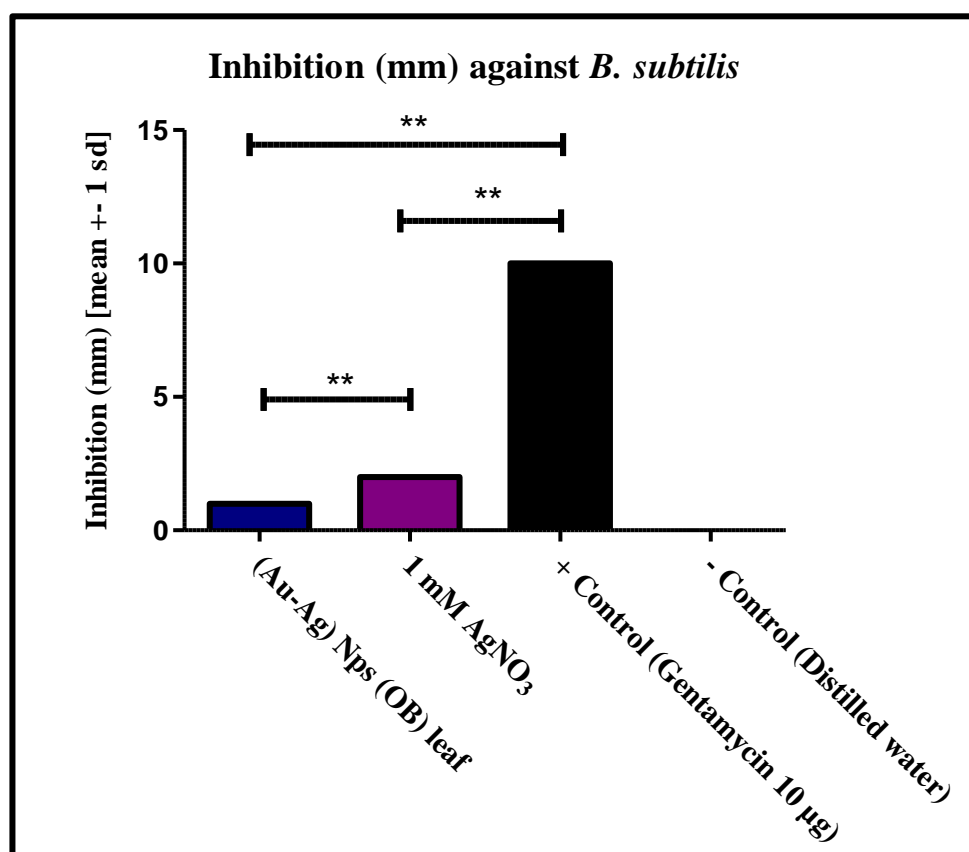 Inhibition (mm) against B. subtilis
Inhibition (mm) [mean +- 1 sd]
15
10
5
0
**
**
**
(Au-Ag) Nps (OB) leaf
1 mM AgNO₃
+ Control (Gentamycin 10 µg)
- Control (Distilled water)